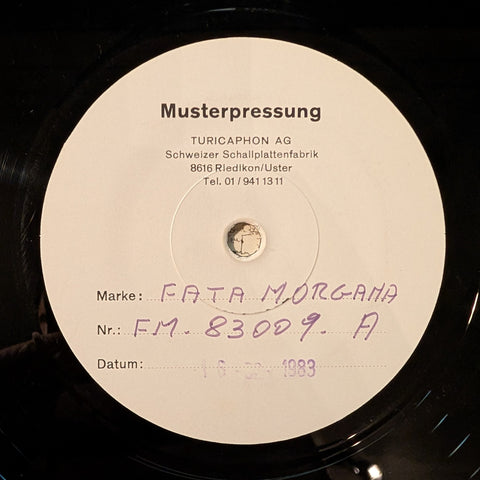 Musterpressung
TURICAPHON AG
Schweizer Schallplattenfabrik
8616 Riedikon/Uster
Tel. 01/941 13 11
Marke: FATA MORGANA
Nr.: FM. 83009. A
Datum: 1983